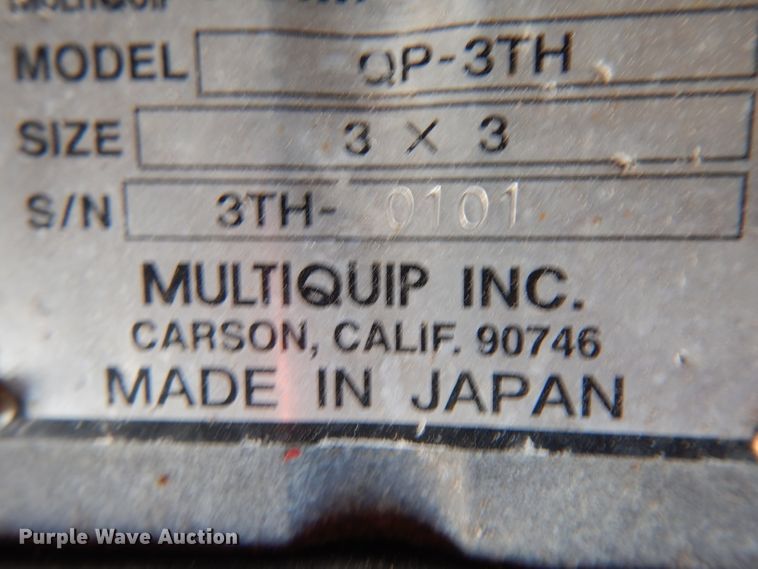 MULTIQUIP
MODEL QP-3TH
SIZE 3 X 3
S/N 3TH- 0101
MULTIQUIP INC.
CARSON, CALIF. 90746
MADE IN JAPAN
Purple Wave Auction®